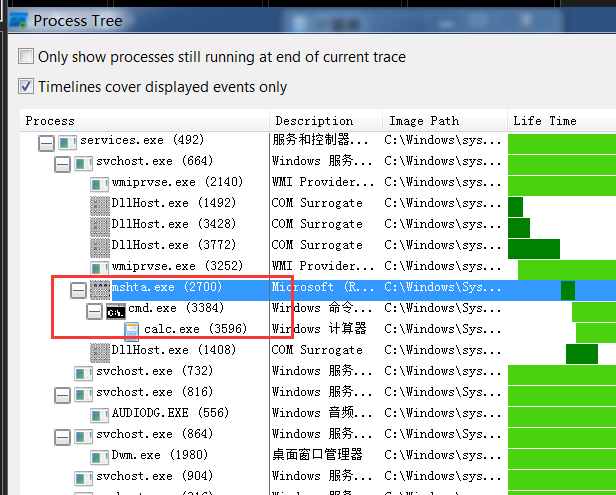 Process Tree
Only show processes still running at end of current trace
Timelines cover displayed events only
Process Description Image Path Life Time
services.exe (492) 服务和控制器... C:\Windows\sys...
svchost.exe (664) Windows 服务... C:\Windows\sys...
wmiprvse.exe (2140) WMI Provider... C:\Windows\sys...
DllHost.exe (1492) COM Surrogate C:\Windows\sys...
DllHost.exe (3428) COM Surrogate C:\Windows\sys...
DllHost.exe (3772) COM Surrogate C:\Windows\sys...
wmiprvse.exe (3252) WMI Provider... C:\Windows\sys...
mshta.exe (2700) Microsoft (R... C:\Windows\Sys...
cmd.exe (3384) Windows 命令... C:\Windows\Sys...
calc.exe (3596) Windows 计算器 C:\Windows\sys...
DllHost.exe (1408) COM Surrogate C:\Windows\sys...
svchost.exe (732) Windows 服务... C:\Windows\sys...
svchost.exe (816) Windows 服务... C:\Windows\Sys...
AUDIODG.EXE (556) Windows 音频... C:\Windows\sys...
svchost.exe (864) Windows 服务... C:\Windows\Sys...
Dwm.exe (1980) 桌面窗口管理器 C:\Windows\sys...
svchost.exe (904) Windows 服务... C:\Windows\sys...